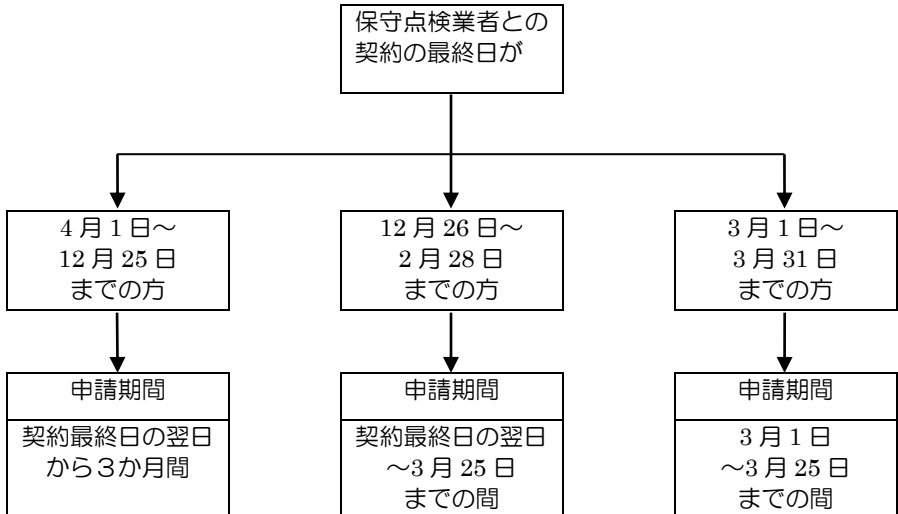 保守点検業者との
契約の最終日が
4月1日～
12月25日
までの方
12月26日～
2月28日
までの方
3月1日～
3月31日
までの方
申請期間
契約最終日の翌日
から３か月間
申請期間
契約最終日の翌日
～3月25日
までの間
申請期間
3月1日
～3月25日
までの間